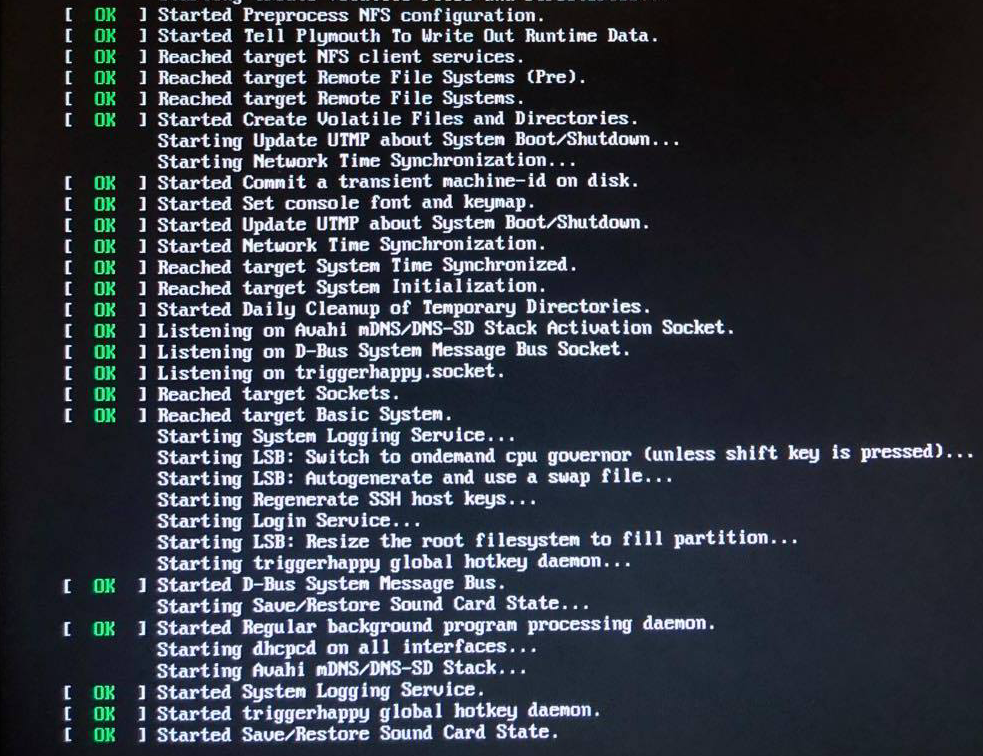 [  OK  ] Started Preprocess NFS configuration.
[  OK  ] Started Tell Plymouth To Write Out Runtime Data.
[  OK  ] Reached target NFS client services.
[  OK  ] Reached target Remote File Systems (Pre).
[  OK  ] Reached target Remote File Systems.
[  OK  ] Started Create Volatile Files and Directories.
Starting Update UTMP about System Boot/Shutdown...
Starting Network Time Synchronization...
[  OK  ] Started Commit a transient machine-id on disk.
[  OK  ] Started Set console font and keymap.
[  OK  ] Started Update UTMP about System Boot/Shutdown.
[  OK  ] Started Network Time Synchronization.
[  OK  ] Reached target System Time Synchronized.
[  OK  ] Reached target System Initialization.
[  OK  ] Started Daily Cleanup of Temporary Directories.
[  OK  ] Listening on Avahi mDNS/DNS-SD Stack Activation Socket.
[  OK  ] Listening on D-Bus System Message Bus Socket.
[  OK  ] Listening on triggerhappy.socket.
[  OK  ] Reached target Sockets.
[  OK  ] Reached target Basic System.
Starting System Logging Service...
Starting LSB: Switch to ondemand cpu governor (unless shift key is pressed)...
Starting LSB: Autogenerate and use a swap file...
Starting Regenerate SSH host keys...
Starting Login Service...
Starting LSB: Resize the root filesystem to fill partition...
Starting triggerhappy global hotkey daemon...
[  OK  ] Started D-Bus System Message Bus.
Starting Save/Restore Sound Card State...
[  OK  ] Started Regular background program processing daemon.
Starting dhcpcd on all interfaces...
Starting Avahi mDNS/DNS-SD Stack...
[  OK  ] Started System Logging Service.
[  OK  ] Started triggerhappy global hotkey daemon.
[  OK  ] Started Save/Restore Sound Card State.